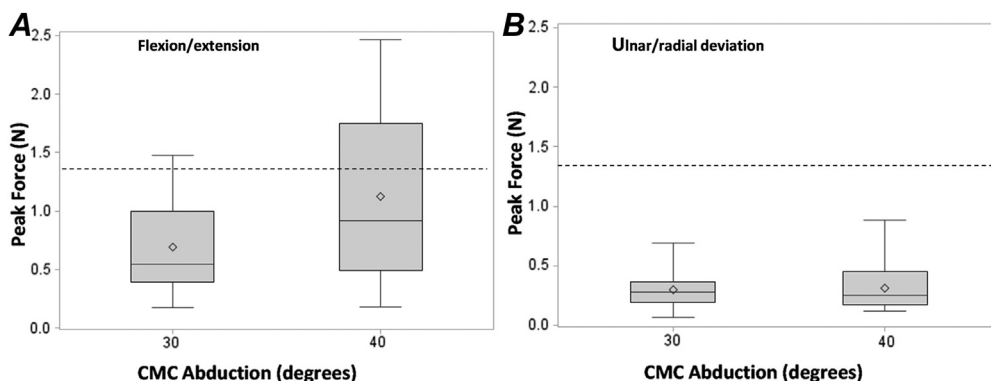 A
Flexion/extension
Peak Force (N)
2.5
2.0
1.5
1.0
0.5
0.0
30
40
CMC Abduction (degrees)
B
Ulnar/radial deviation
Peak Force (N)
2.5
2.0
1.5
1.0
0.5
0.0
30
40
CMC Abduction (degrees)